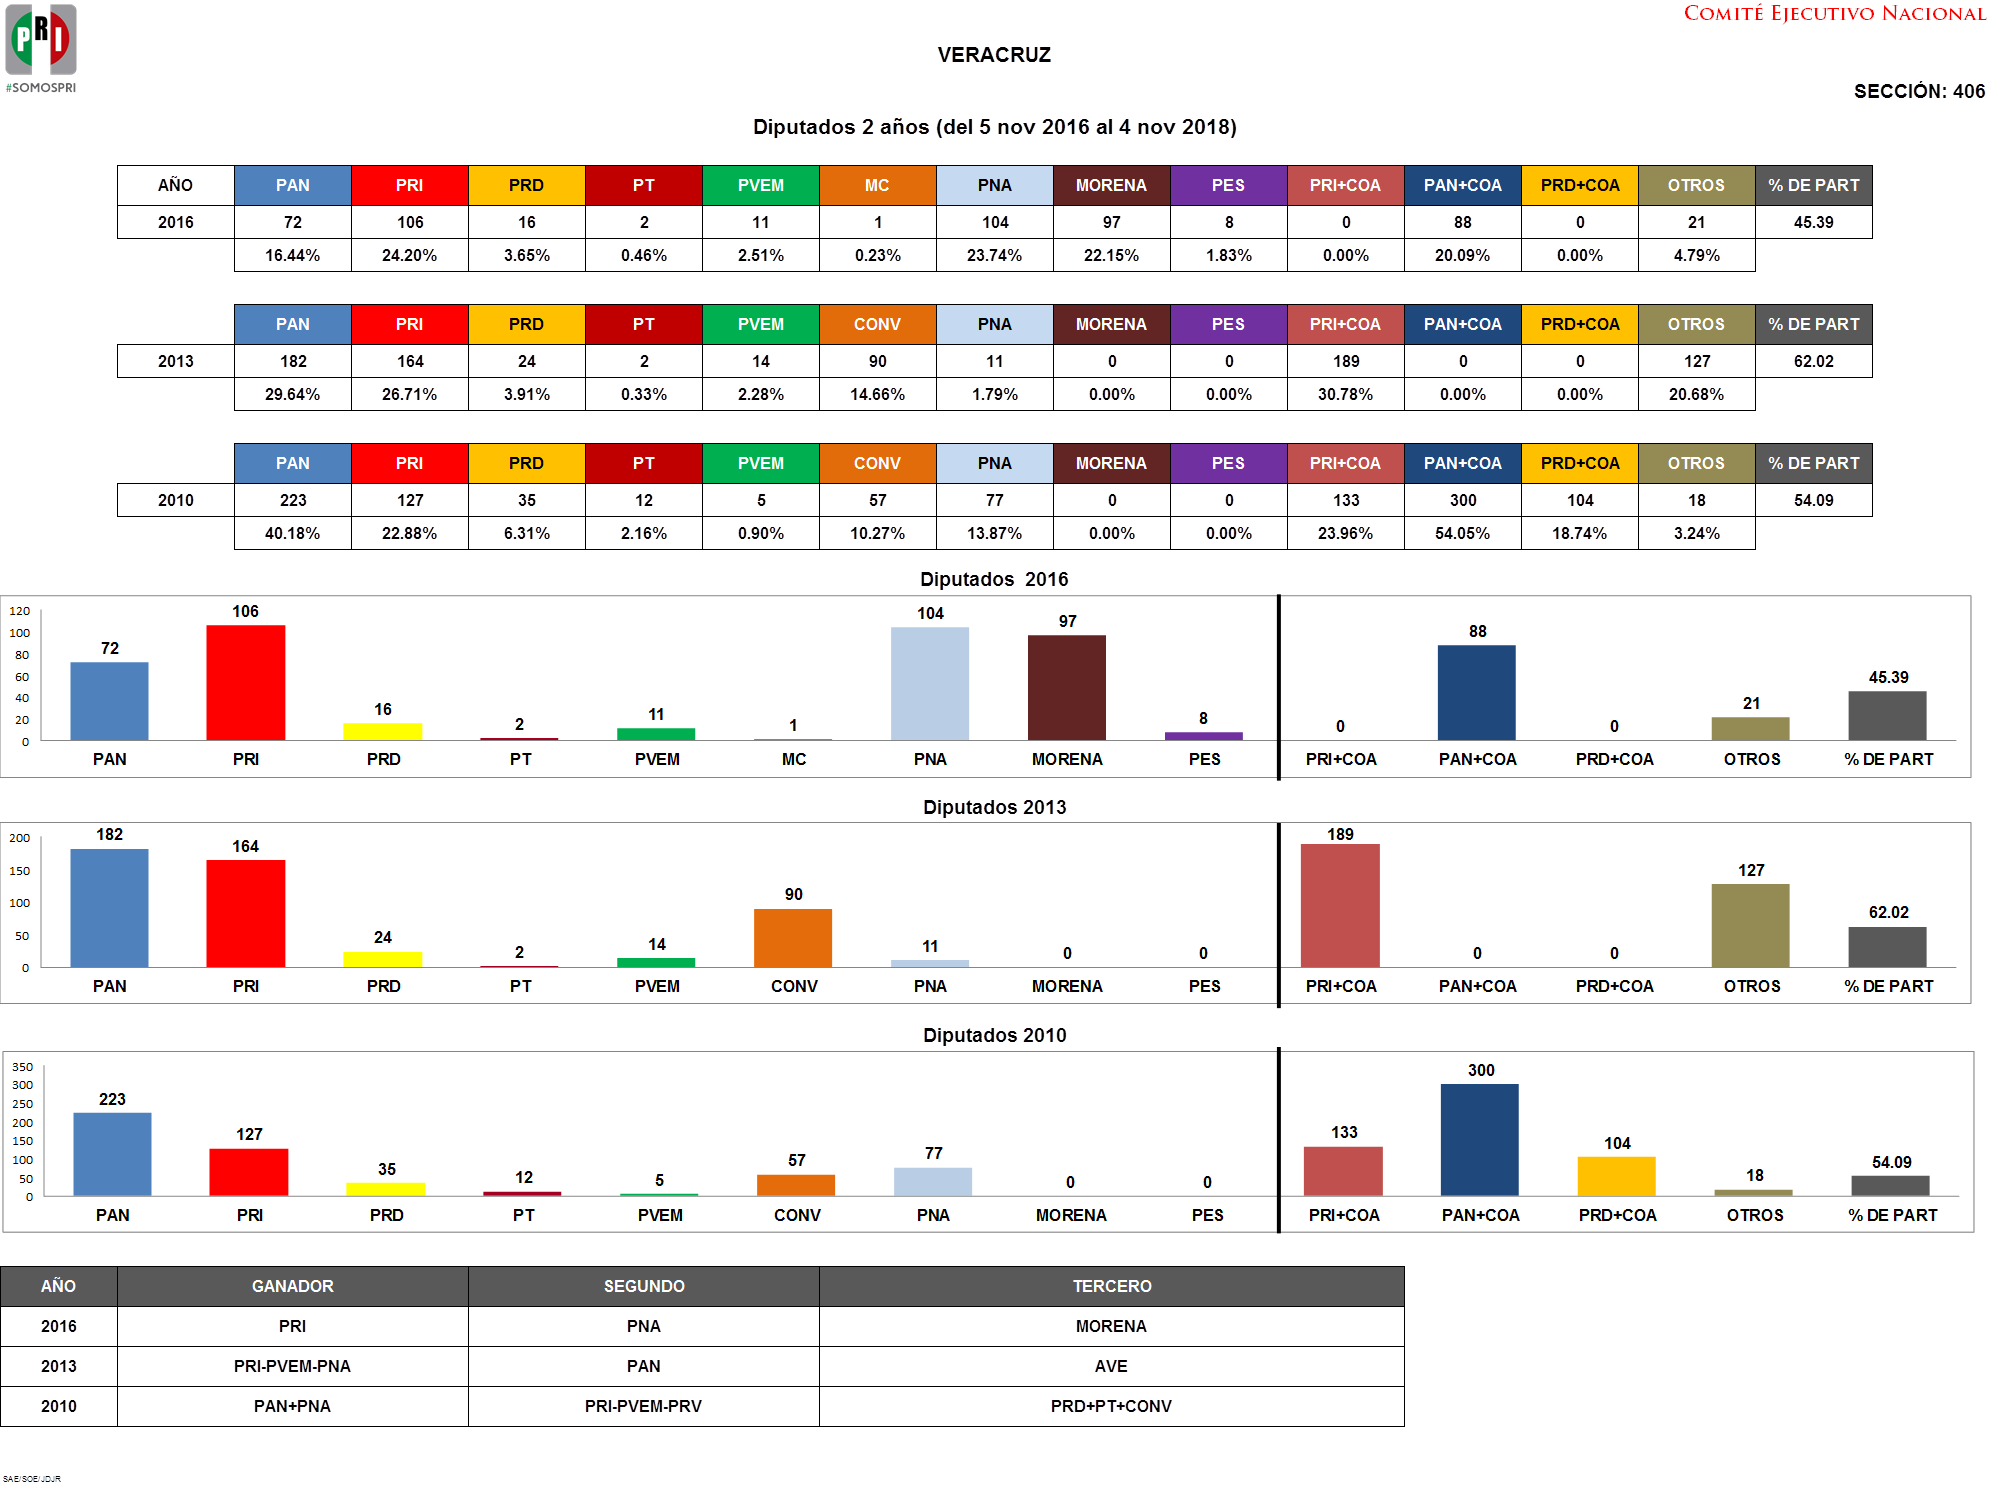 PRI
#SOMOSPRI
COMITÉ EJECUTIVO NACIONAL
VERACRUZ
SECCIÓN: 406
Diputados 2 años (del 5 nov 2016 al 4 nov 2018)
AÑO PAN PRI PRD PT PVEM MC PNA MORENA PES PRI+COA PAN+COA PRD+COA OTROS % DE PART
2016 72 106 16 2 11 1 104 97 8 0 88 0 21 45.39
16.44% 24.20% 3.65% 0.46% 2.51% 0.23% 23.74% 22.15% 1.83% 0.00% 20.09% 0.00% 4.79%
PAN PRI PRD PT PVEM CONV PNA MORENA PES PRI+COA PAN+COA PRD+COA OTROS % DE PART
2013 182 164 24 2 14 90 11 0 0 189 0 0 127 62.02
29.64% 26.71% 3.91% 0.33% 2.28% 14.66% 1.79% 0.00% 0.00% 30.78% 0.00% 0.00% 20.68%
PAN PRI PRD PT PVEM CONV PNA MORENA PES PRI+COA PAN+COA PRD+COA OTROS % DE PART
2010 223 127 35 12 5 57 77 0 0 133 300 104 18 54.09
40.18% 22.88% 6.31% 2.16% 0.90% 10.27% 13.87% 0.00% 0.00% 23.96% 54.05% 18.74% 3.24%
Diputados 2016
120
100
80
60
40
20
0
72 106 16 2 11 1 104 97 8 0 88 0 21 45.39
PAN PRI PRD PT PVEM MC PNA MORENA PES PRI+COA PAN+COA PRD+COA OTROS % DE PART
Diputados 2013
200
150
100
50
0
182 164 24 2 14 90 11 0 0 189 0 0 127 62.02
PAN PRI PRD PT PVEM CONV PNA MORENA PES PRI+COA PAN+COA PRD+COA OTROS % DE PART
Diputados 2010
350
300
250
200
150
100
50
0
223 127 35 12 5 57 77 0 0 133 300 104 18 54.09
PAN PRI PRD PT PVEM CONV PNA MORENA PES PRI+COA PAN+COA PRD+COA OTROS % DE PART
AÑO GANADOR SEGUNDO TERCERO
2016 PRI PNA MORENA
2013 PRI-PVEM-PNA PAN AVE
2010 PAN+PNA PRI-PVEM-PRV PRD+PT+CONV
SAE/SOE/JDJR